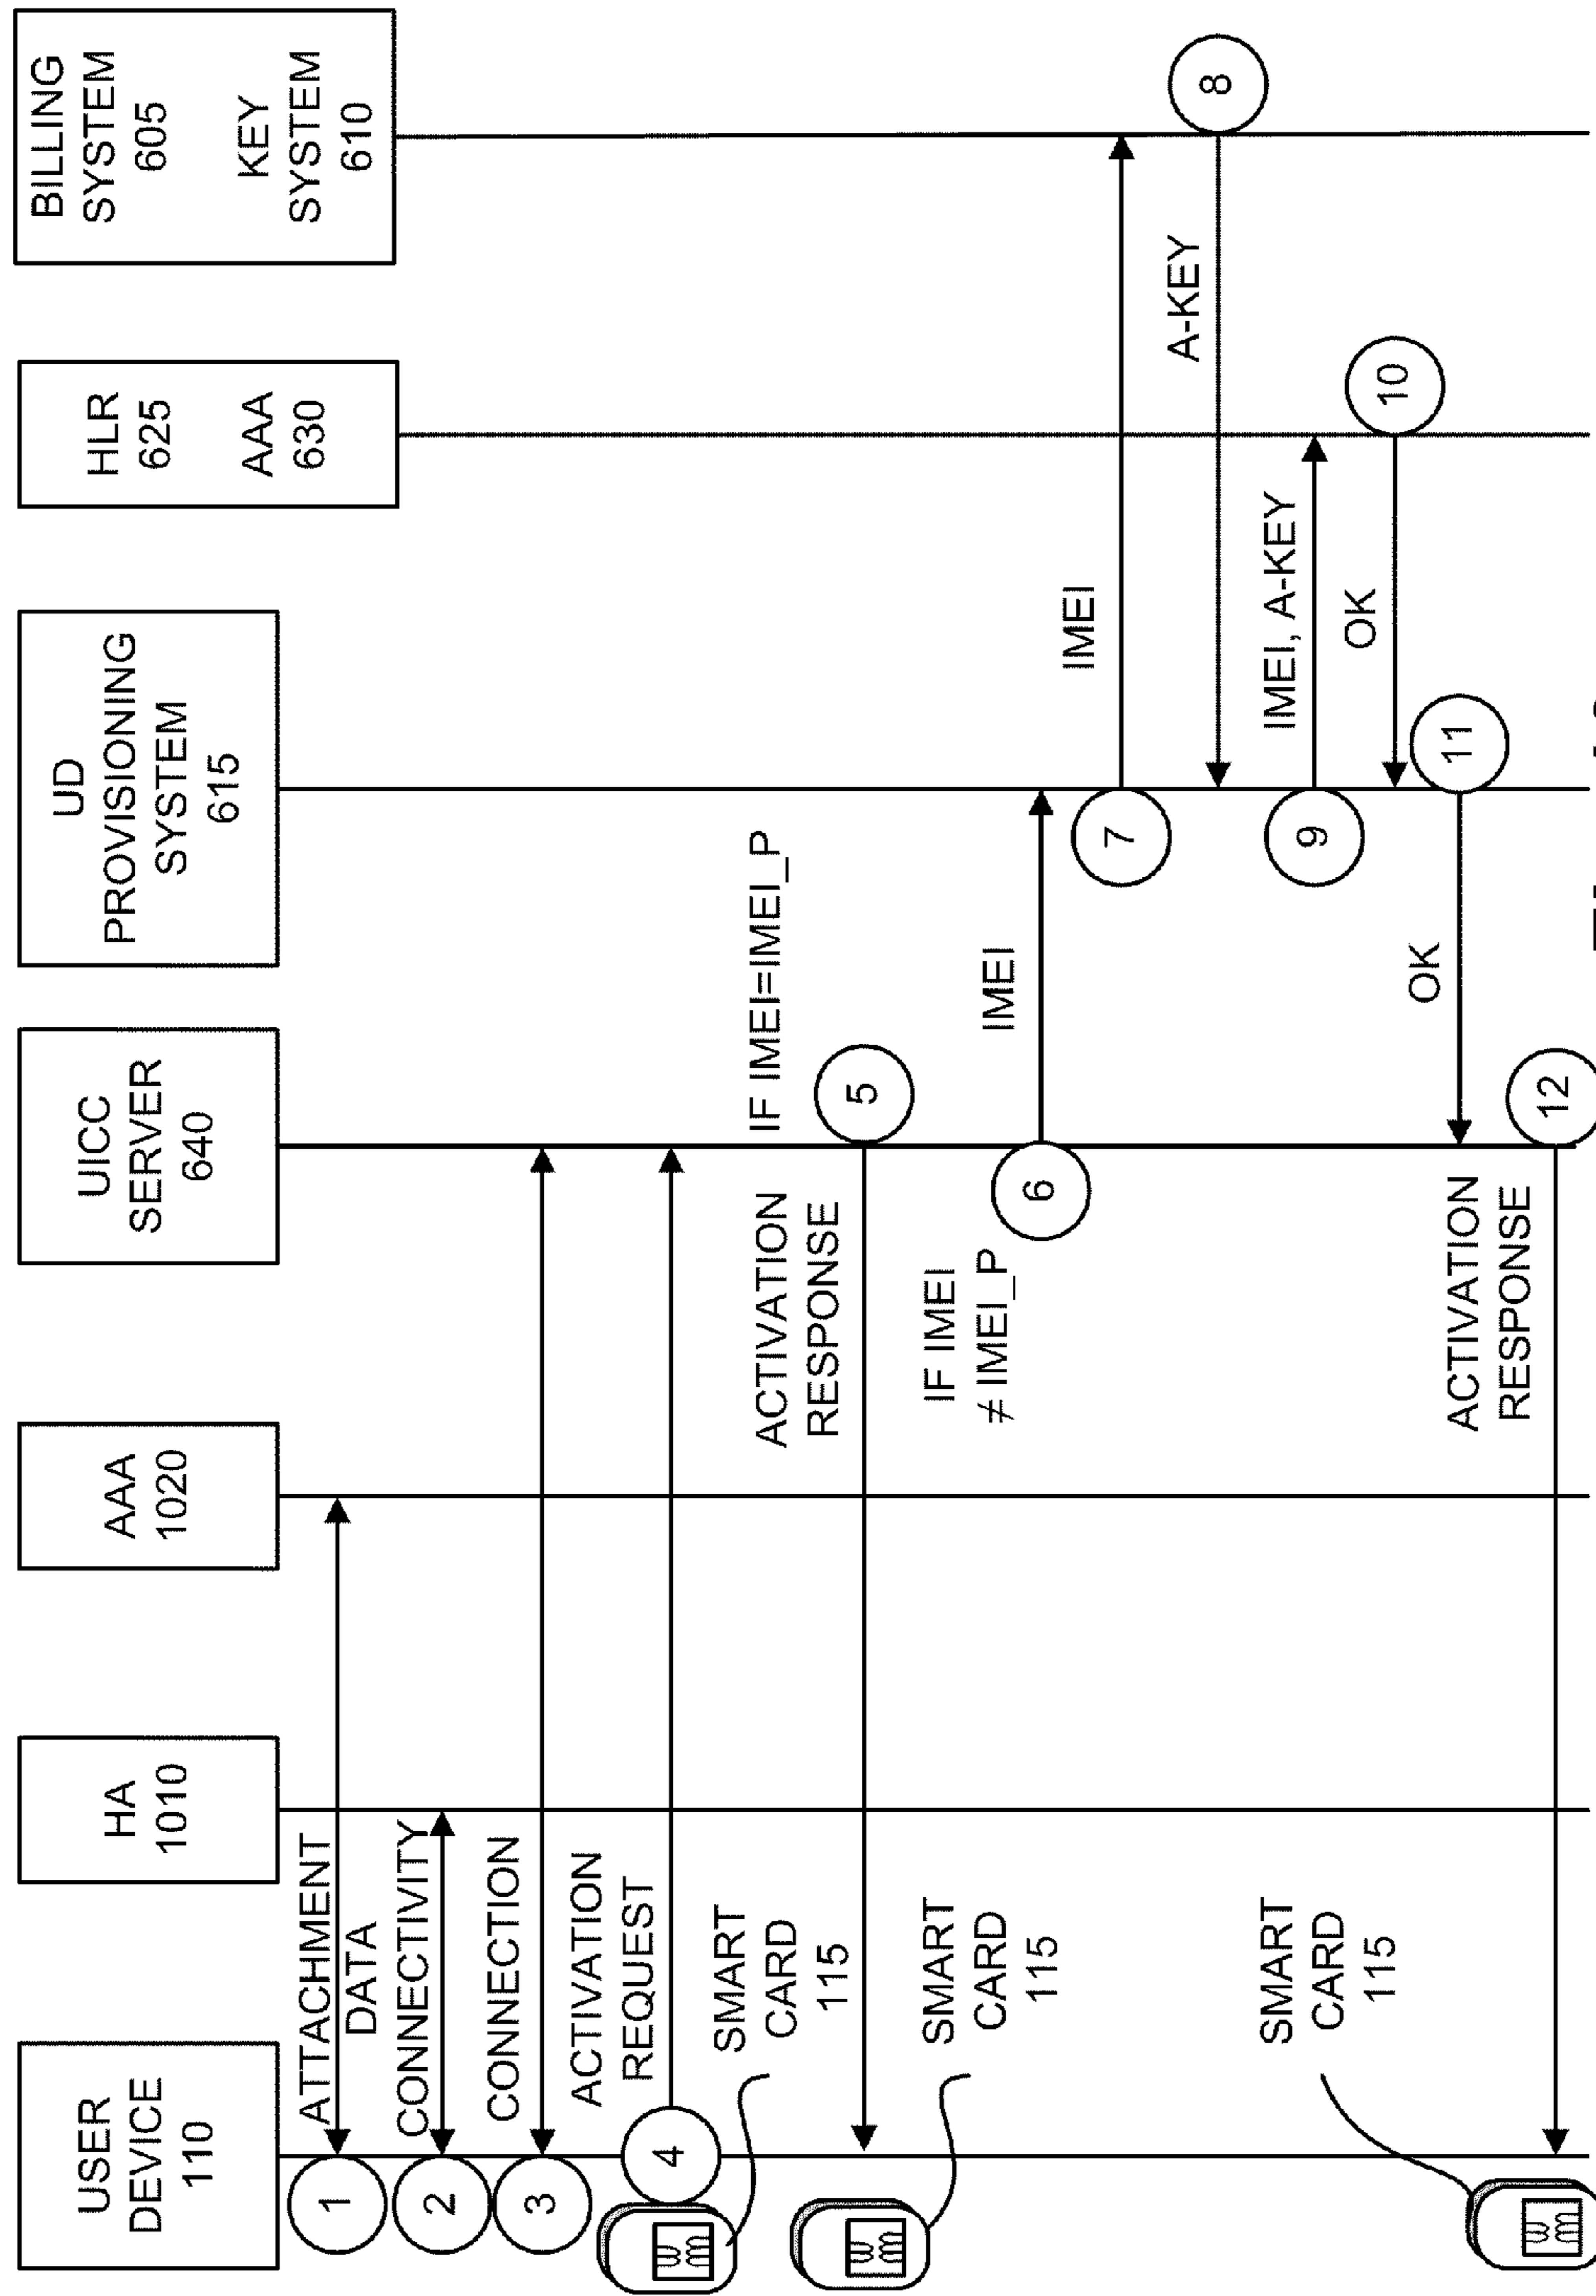 USER
DEVICE
110
HA
1010
AAA
1020
UICC
SERVER
640
UD
PROVISIONING
SYSTEM
615
HLR
625
AAA
630
BILLING
SYSTEM
605
KEY
SYSTEM
610
1
ATTACHMENT
2
DATA
CONNECTIVITY
3
CONNECTION
4
ACTIVATION
REQUEST
SMART
CARD
115
IF IMEI=IMEI_P
5
ACTIVATION
RESPONSE
SMART
CARD
115
IF IMEI
≠ IMEI_P
6
IMEI
7
IMEI
8
A-KEY
9
IMEI, A-KEY
10
OK
11
OK
12
ACTIVATION
RESPONSE
SMART
CARD
115